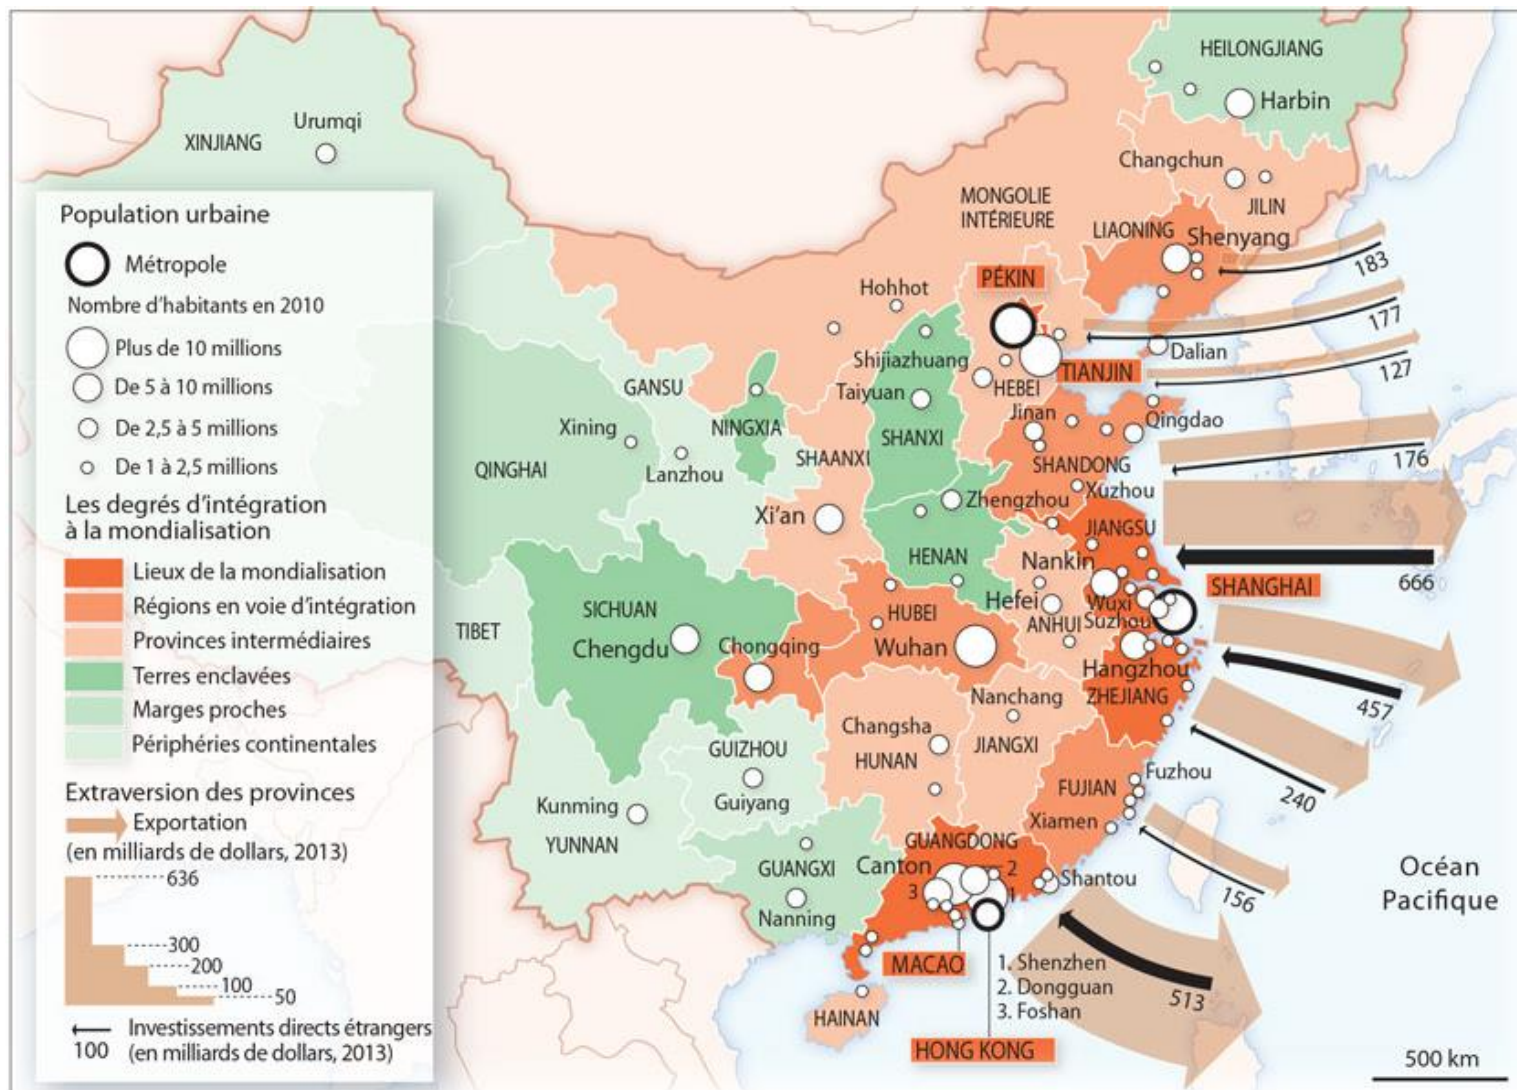 HEILONGJIANG
Harbin
Urumqi
XINJIANG
Changchun
JILIN
MONGOLIE
INTÉRIEURE
LIAONING
Shenyang
183
PÉKIN
Hohhot
177
Shijiazhuang
Dalian
127
TIANJIN
HEBEI
GANSU
Taiyuan
Jinan
Qingdao
Xining
NINGXIA
SHANXI
SHAANXI
176
QINGHAI
Lanzhou
SHANDONG
Xuzhou
Zhengzhou
Xi'an
JIANGSU
HENAN
Nankin
666
SHANGHAI
SICHUAN
HUBEI
Hefei
Wuxi
Suzhou
ANHUI
TIBET
Chengdu
Chongqing
Wuhan
Hangzhou
ZHEJIANG
457
Nanchang
Changsha
HUNAN
JIANGXI
GUIZHOU
Guiyang
Fuzhou
FUJIAN
240
Kunming
YUNNAN
Xiamen
GUANGDONG
Canton
2
3
1
Shantou
156
GUANGXI
Nanning
Océan
Pacifique
MACAO
1. Shenzhen
2. Dongguan
3. Foshan
513
HAINAN
HONG KONG
500 km
Population urbaine
Métropole
Nombre d'habitants en 2010
Plus de 10 millions
De 5 à 10 millions
De 2,5 à 5 millions
De 1 à 2,5 millions
Les degrés d'intégration
à la mondialisation
Lieux de la mondialisation
Régions en voie d'intégration
Provinces intermédiaires
Terres enclavées
Marges proches
Périphéries continentales
Extraversion des provinces
Exportation
(en milliards de dollars, 2013)
636
300
200
100
50
Investissements directs étrangers
100 (en milliards de dollars, 2013)